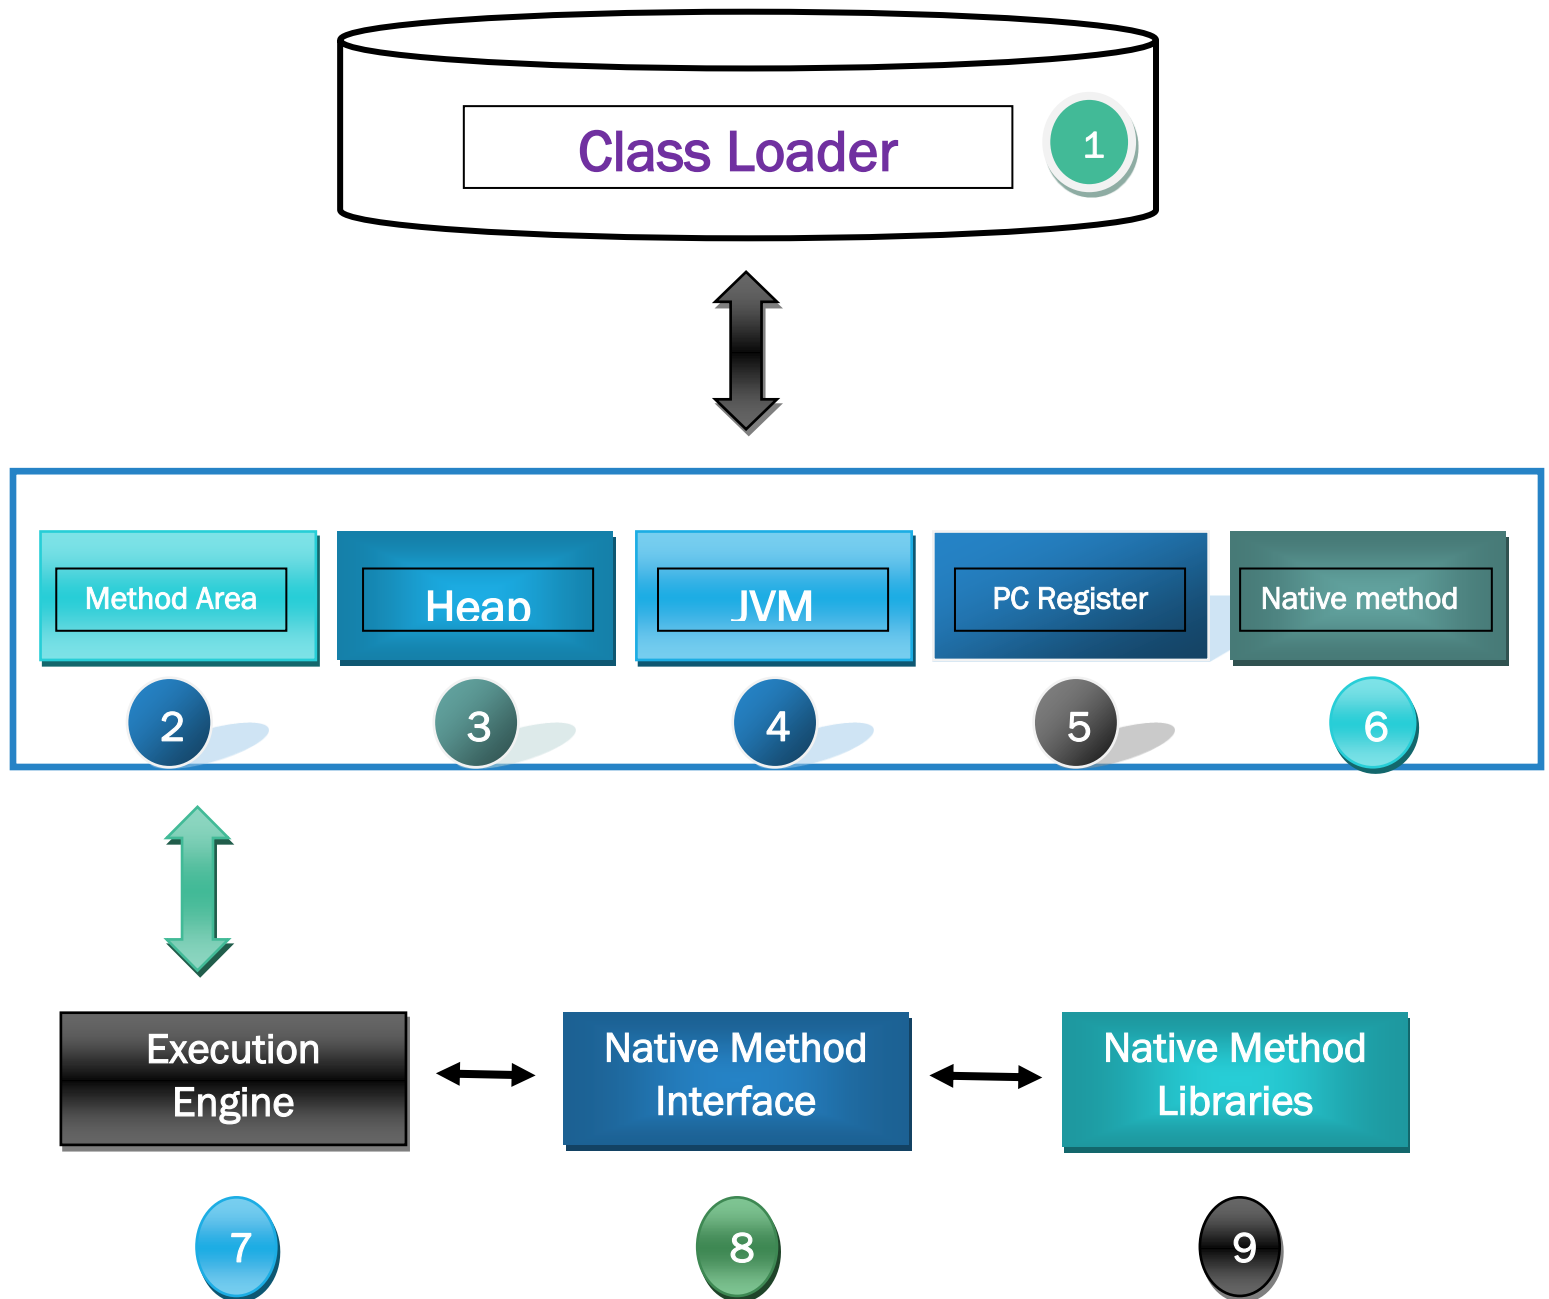 Class Loader
1
Method Area
Heap
JVM
PC Register
Native method
2
3
4
5
6
Execution
Engine
Native Method
Interface
Native Method
Libraries
7
8
9